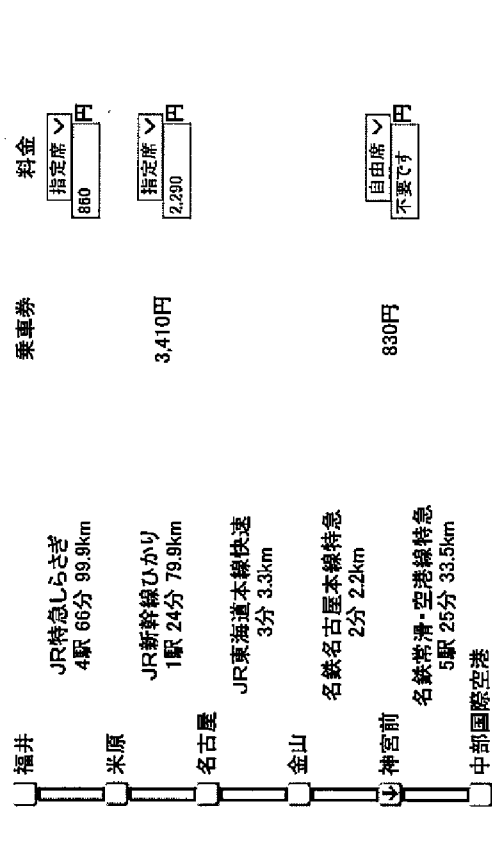 乗車券 料金
福井
JR特急しらさぎ 指定席
4駅 66分 99.9km 860 円
米原
JR新幹線ひかり 3,410円 指定席
1駅 24分 79.9km 2,290 円
名古屋
JR東海道本線快速
3分 3.3km
金山
名鉄名古屋本線特急
2分 2.2km
神宮前
名鉄常滑・空港線特急 830円 自由席
5駅 25分 33.5km 不要です 円
中部国際空港